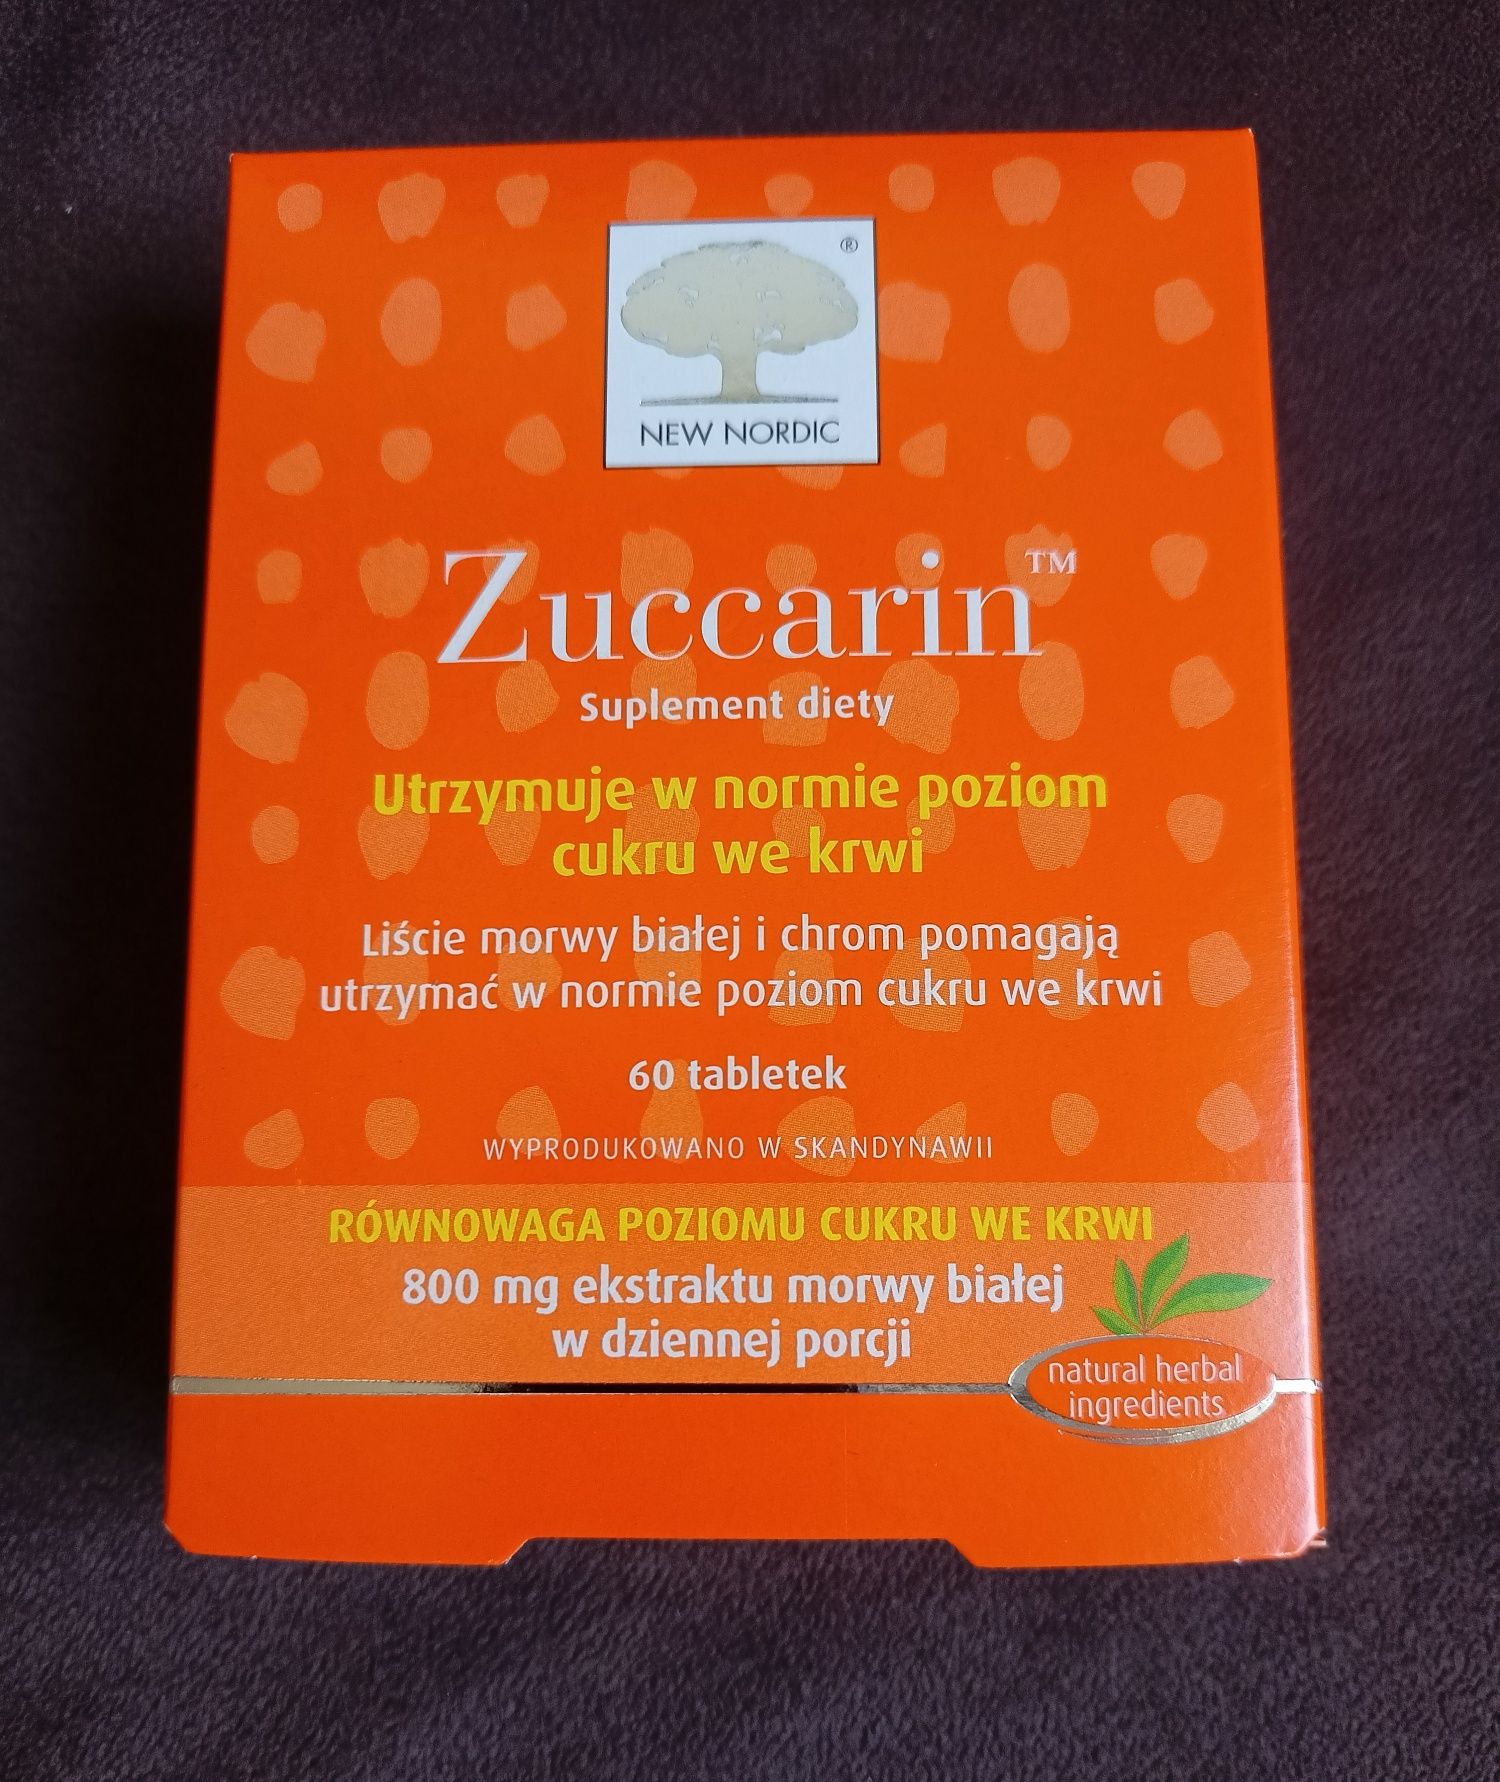 ®
NEW NORDIC
Zuccarin™
Suplement diety
Utrzymuje w normie poziom
cukru we krwi
Liście morwy białej i chrom pomagają
utrzymać w normie poziom cukru we krwi
60 tabletek
WYPRODUKOWANO W SKANDYNAWII
RÓWNOWAGA POZIOMU CUKRU WE KRWI
800 mg ekstraktu morwy białej
w dziennej porcji
natural herbal
ingredients